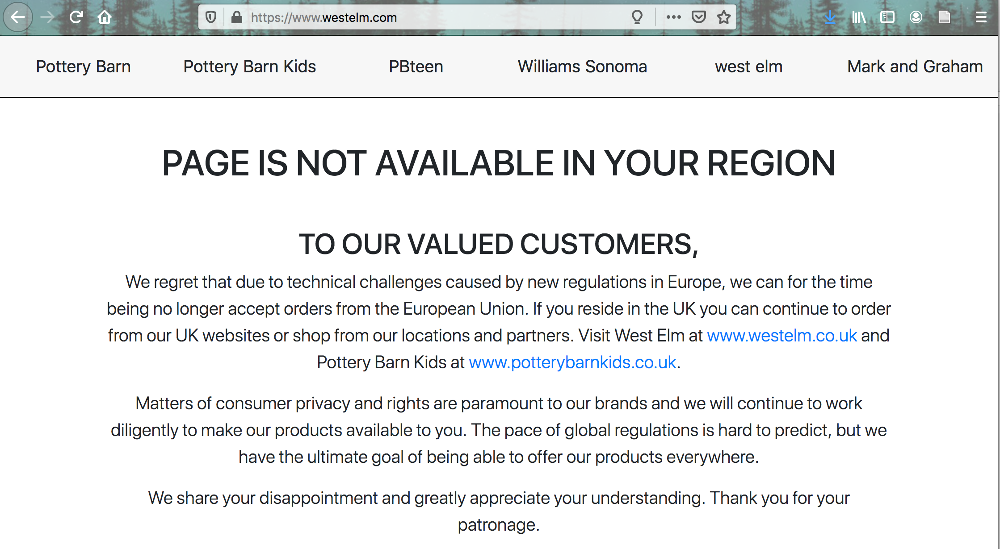 https://www.westelm.com
Pottery Barn Pottery Barn Kids PBteen Williams Sonoma west elm Mark and Graham
PAGE IS NOT AVAILABLE IN YOUR REGION
TO OUR VALUED CUSTOMERS,
We regret that due to technical challenges caused by new regulations in Europe, we can for the time
being no longer accept orders from the European Union. If you reside in the UK you can continue to order
from our UK websites or shop from our locations and partners. Visit West Elm at www.westelm.co.uk and
Pottery Barn Kids at www.potterybarnkids.co.uk.
Matters of consumer privacy and rights are paramount to our brands and we will continue to work
diligently to make our products available to you. The pace of global regulations is hard to predict, but we
have the ultimate goal of being able to offer our products everywhere.
We share your disappointment and greatly appreciate your understanding. Thank you for your
patronage.